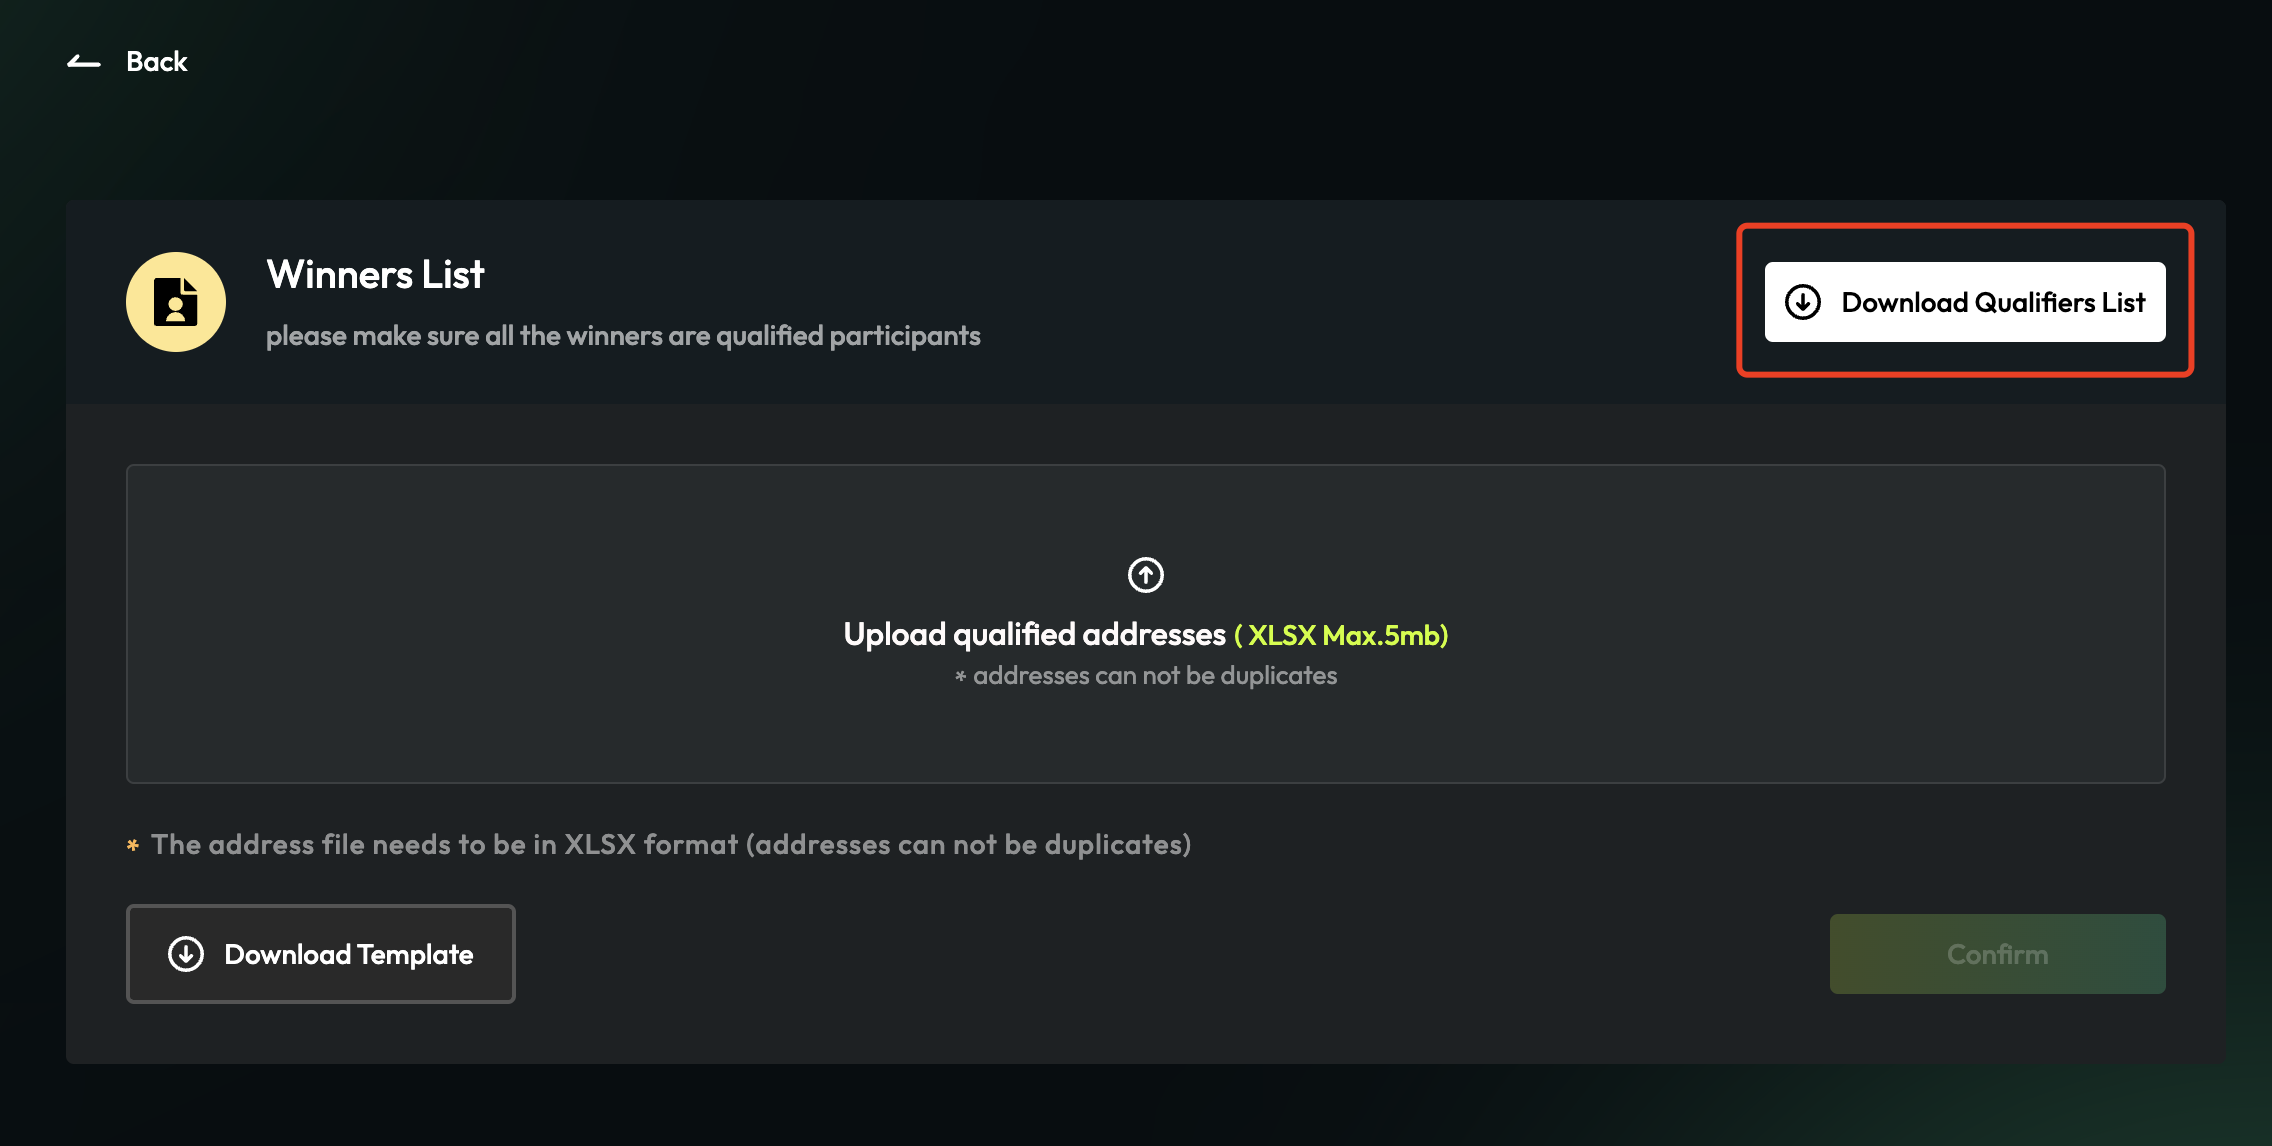 Back
Winners List
please make sure all the winners are qualified participants
Download Qualifiers List
Upload qualified addresses ( XLSX Max.5mb)
* addresses can not be duplicates
* The address file needs to be in XLSX format (addresses can not be duplicates)
Download Template
Confirm